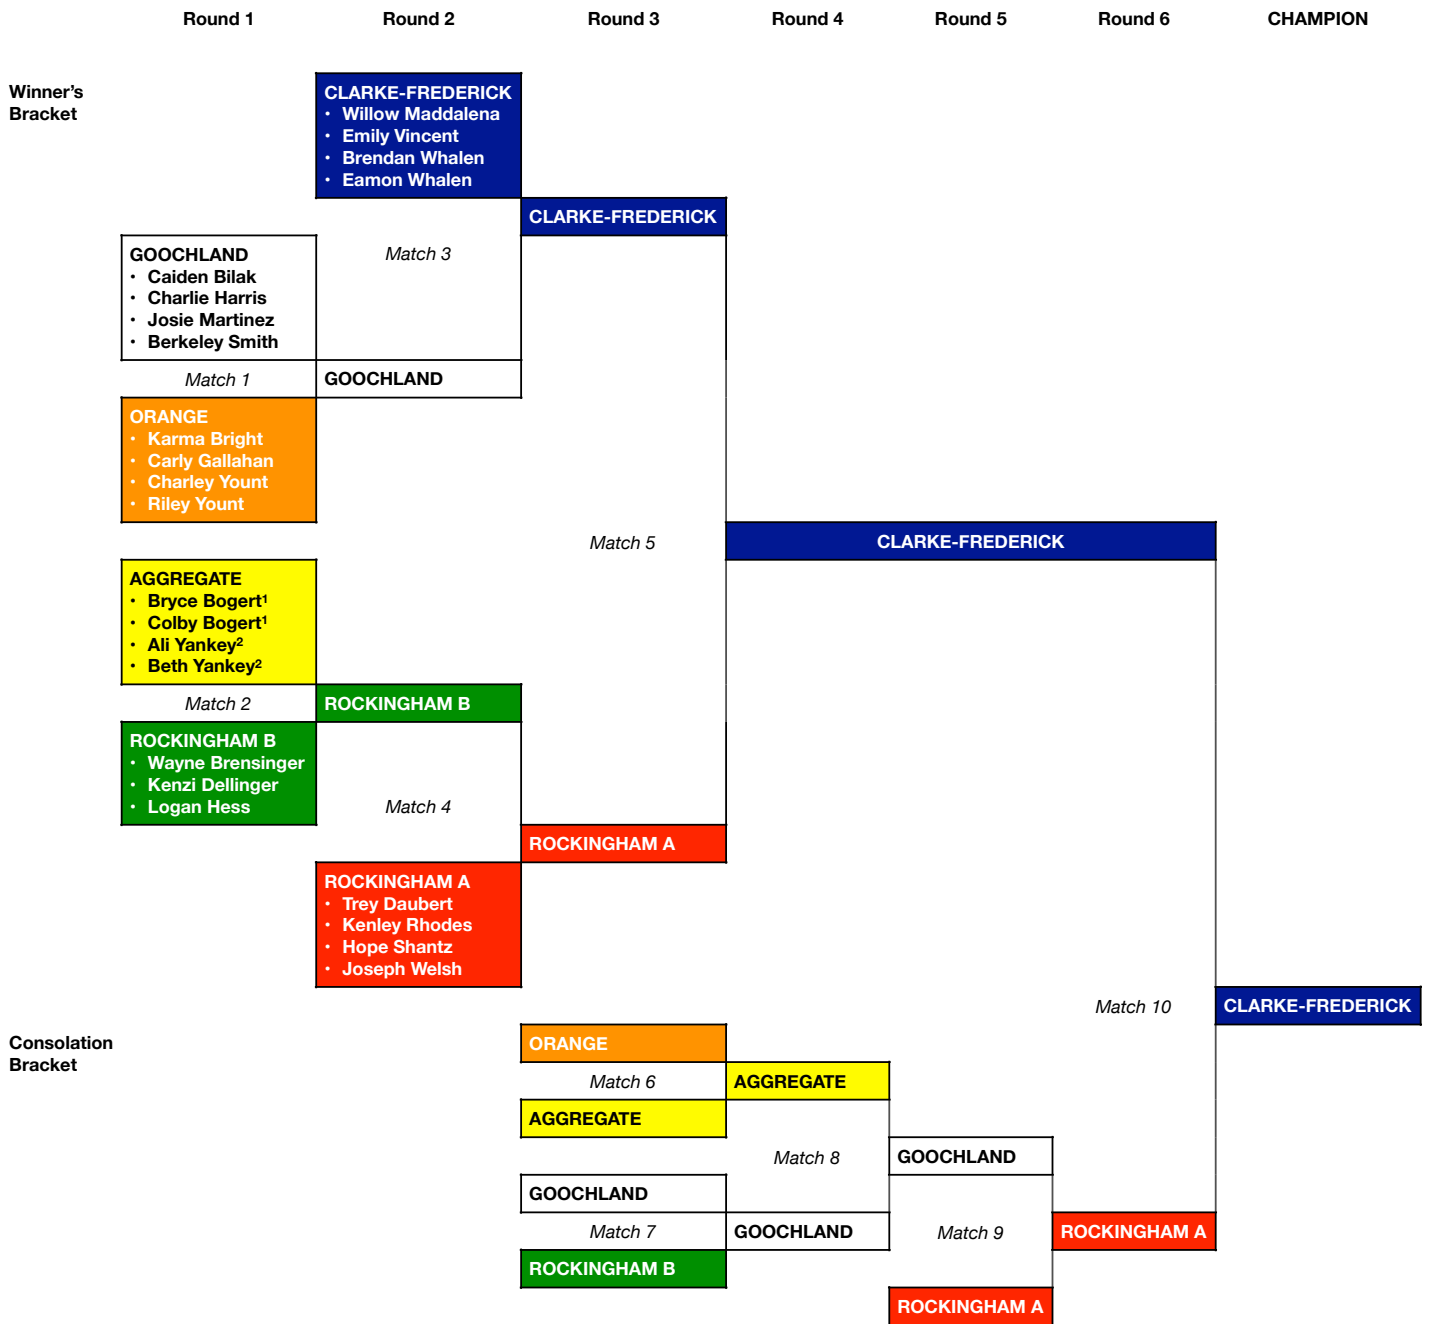 Round 1 Round 2 Round 3 Round 4 Round 5 Round 6 CHAMPION
Winner's
Bracket
CLARKE-FREDERICK
• Willow Maddalena
• Emily Vincent
• Brendan Whalen
• Eamon Whalen
CLARKE-FREDERICK
Match 3
GOOCHLAND
• Caiden Bilak
• Charlie Harris
• Josie Martinez
• Berkeley Smith
Match 1
GOOCHLAND
ORANGE
• Karma Bright
• Carly Gallahan
• Charley Yount
• Riley Yount
Match 5
CLARKE-FREDERICK
AGGREGATE
• Bryce Bogert¹
• Colby Bogert¹
• Ali Yankey²
• Beth Yankey²
Match 2
ROCKINGHAM B
ROCKINGHAM B
• Wayne Brensinger
• Kenzi Dellinger
• Logan Hess
Match 4
ROCKINGHAM A
ROCKINGHAM A
• Trey Daubert
• Kenley Rhodes
• Hope Shantz
• Joseph Welsh
Match 10
CLARKE-FREDERICK
Consolation
Bracket
ORANGE
Match 6
AGGREGATE
AGGREGATE
Match 8
GOOCHLAND
GOOCHLAND
Match 7
GOOCHLAND
Match 9
ROCKINGHAM A
ROCKINGHAM B
ROCKINGHAM A